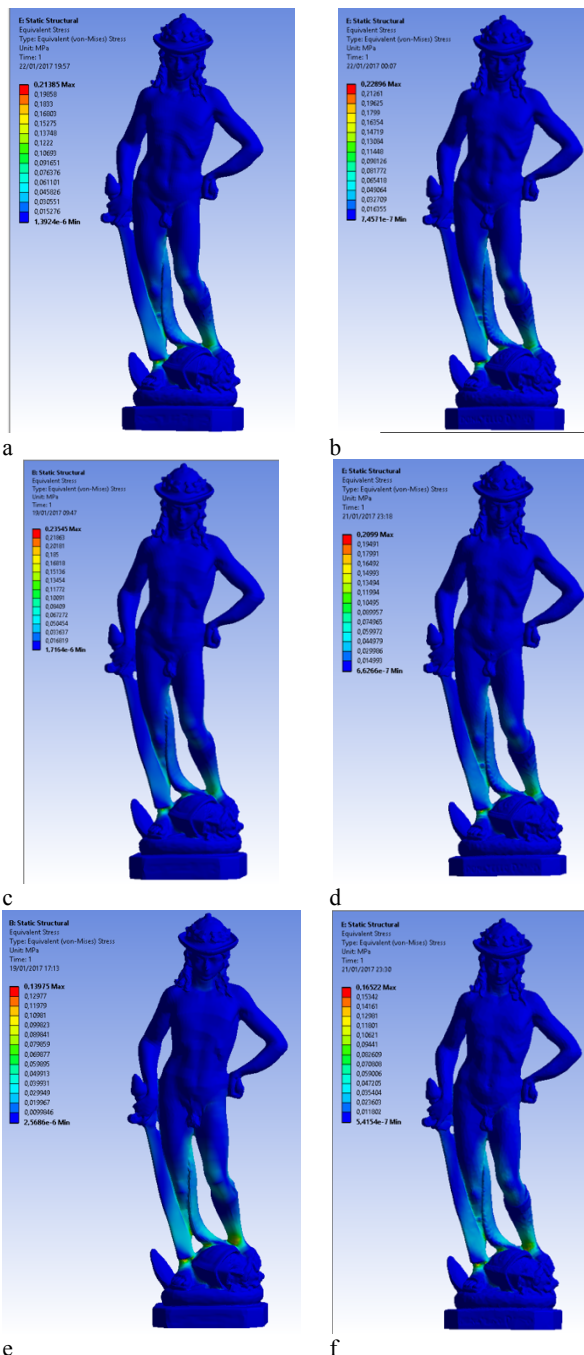 E: Static Structural
Equivalent Stress
Type: Equivalent (von-Mises) Stress
Unit: MPa
Time: 1
22/01/2017 19:57
0,21385 Max
0,19858
0,1833
0,16803
0,15275
0,13748
0,1222
0,10693
0,091651
0,076376
0,061101
0,045826
0,030551
0,015276
1,3924e-6 Min
a
E: Static Structural
Equivalent Stress
Type: Equivalent (von-Mises) Stress
Unit: MPa
Time: 1
22/01/2017 00:07
0,22896 Max
0,21261
0,19625
0,1799
0,16354
0,14719
0,13084
0,11448
0,098126
0,081772
0,065418
0,049064
0,032709
0,016355
7,4571e-7 Min
b
E: Static Structural
Equivalent Stress
Type: Equivalent (von-Mises) Stress
Unit: MPa
Time: 1
19/01/2017 09:47
0,23545 Max
0,21863
0,20181
0,185
0,16818
0,15136
0,13454
0,11772
0,10091
0,08409
0,067272
0,050454
0,033637
0,016819
1,7164e-6 Min
c
E: Static Structural
Equivalent Stress
Type: Equivalent (von-Mises) Stress
Unit: MPa
Time: 1
21/01/2017 23:18
0,2099 Max
0,19491
0,17991
0,16492
0,14993
0,13494
0,11994
0,10495
0,089957
0,074965
0,059972
0,044979
0,029986
0,014993
6,6266e-7 Min
d
B: Static Structural
Equivalent Stress
Type: Equivalent (von-Mises) Stress
Unit: MPa
Time: 1
19/01/2017 17:13
0,13975 Max
0,12977
0,11979
0,10981
0,099823
0,089841
0,079859
0,069877
0,059895
0,049913
0,039931
0,029949
0,019967
0,0099846
2,5686e-6 Min
e
E: Static Structural
Equivalent Stress
Type: Equivalent (von-Mises) Stress
Unit: MPa
Time: 1
21/01/2017 23:30
0,16522 Max
0,15342
0,14161
0,12981
0,11801
0,10621
0,09441
0,082609
0,070808
0,059006
0,047205
0,035404
0,023603
0,011802
5,4154e-7 Min
f